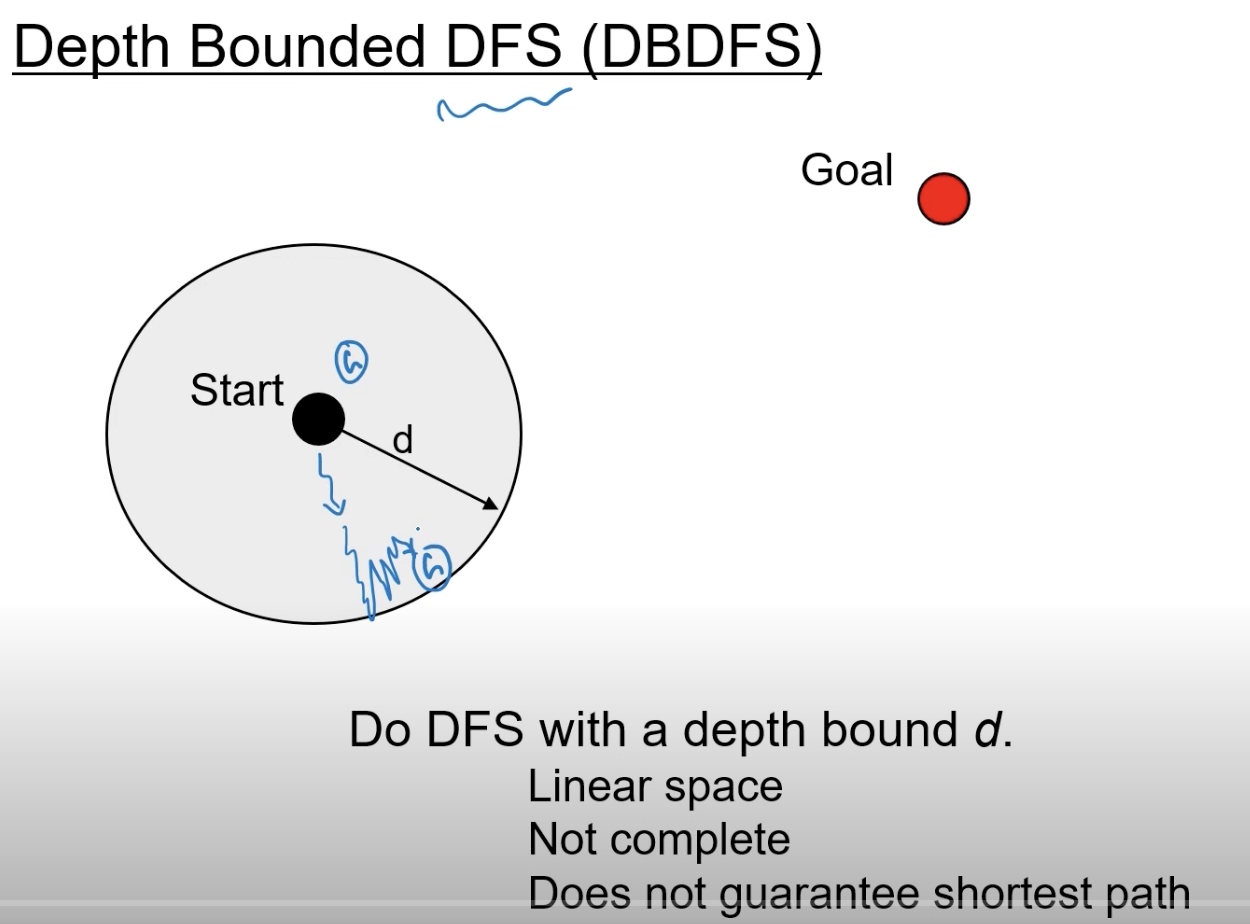 Depth Bounded DFS (DBDFS)
Goal
G
Start
d
G
Do DFS with a depth bound d.
Linear space
Not complete
Does not guarantee shortest path